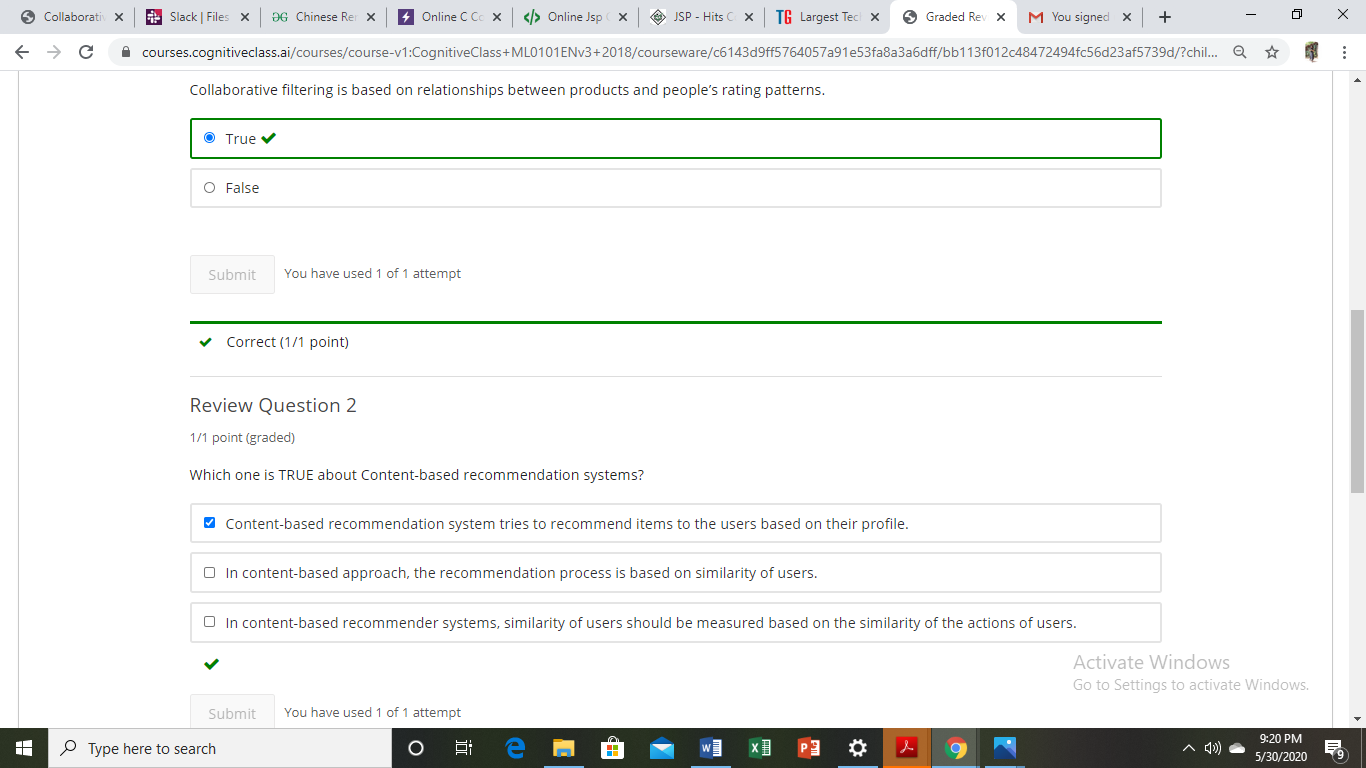 Collaborativ
Slack | Files
Chinese Rer
Online C Co
Online Jsp C
JSP - Hits C
TG Largest Tec
Graded Rev
You signed
courses.cognitiveclass.ai/courses/course-v1:CognitiveClass+ML0101ENv3+2018/courseware/c6143d9ff5764057a91e53fa8a3a6dff/bb113f012c48472494fc56d23af5739d/?chil...
Collaborative filtering is based on relationships between products and people's rating patterns.
True
False
Submit You have used 1 of 1 attempt
Correct (1/1 point)
Review Question 2
1/1 point (graded)
Which one is TRUE about Content-based recommendation systems?
Content-based recommendation system tries to recommend items to the users based on their profile.
In content-based approach, the recommendation process is based on similarity of users.
In content-based recommender systems, similarity of users should be measured based on the similarity of the actions of users.
Activate Windows
Go to Settings to activate Windows.
Submit You have used 1 of 1 attempt
Type here to search
9:20 PM
5/30/2020
9